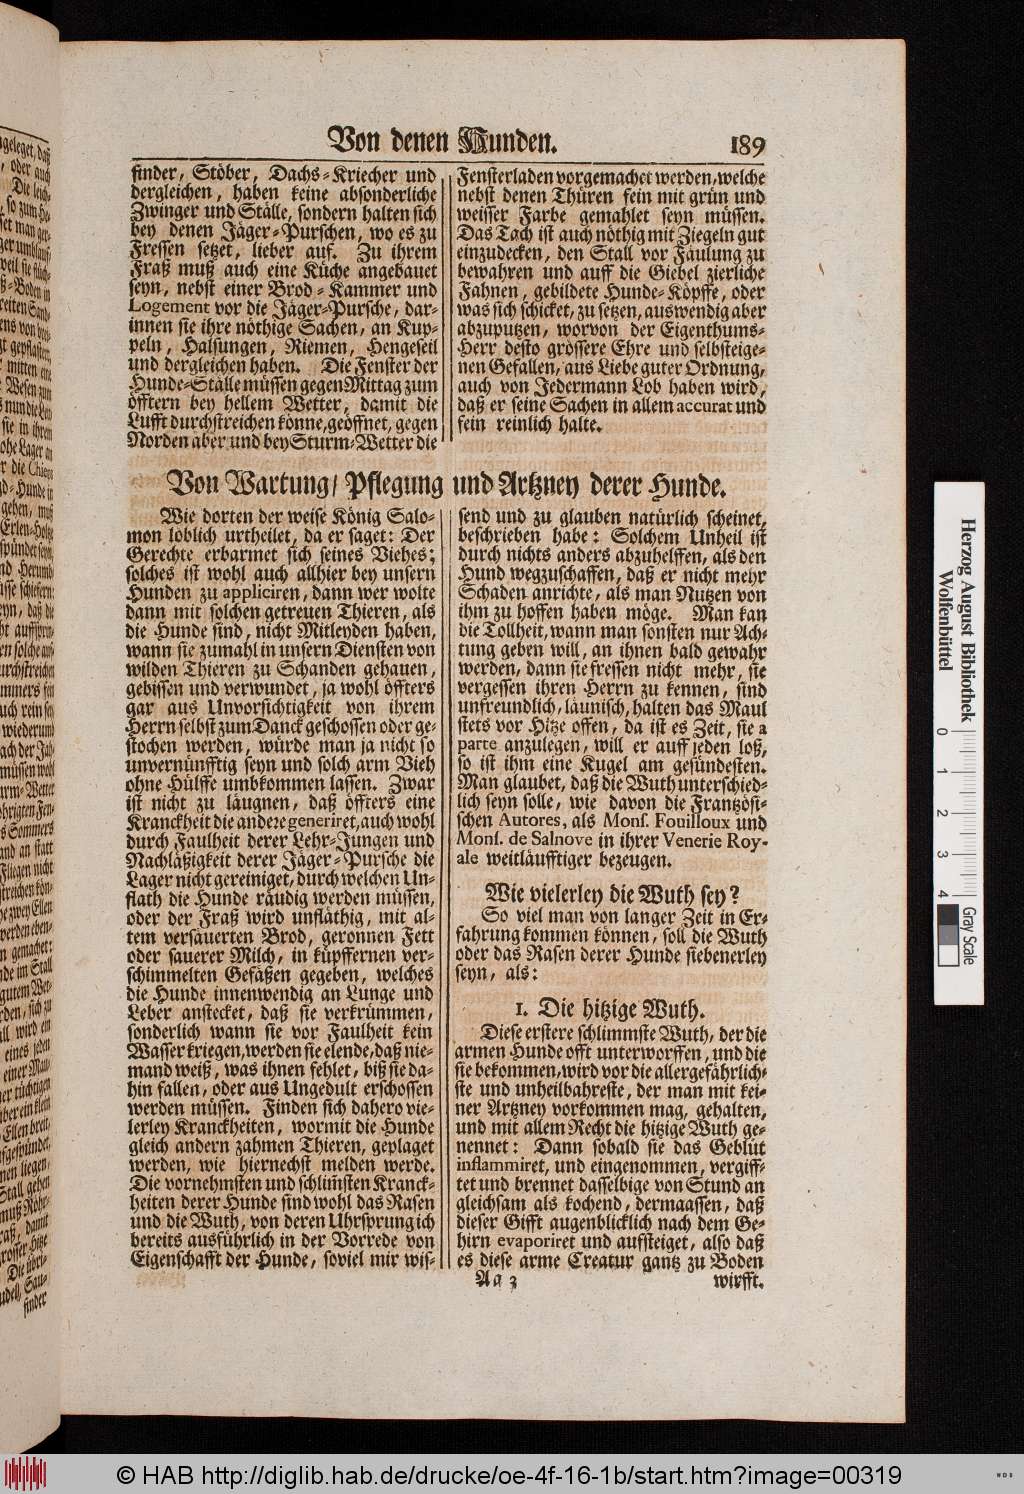 Von denen Hunden.
189
finder, Stöber, Dachs-Kriecher und
dergleichen, haben keine absonderliche
Zwinger und Ställe, sondern halten sich
bey denen Jäger-Purschen, wo es zu
Fressen setzet, lieber auf. Zu ihrem
Fraß muß auch eine Küche angebauet
seyn, nebst einer Brod-Kammer und
Logement vor die Jäger-Pursche, dar-
innen sie ihre nöthige Sachen, an Kup-
peln, Halsungen, Riemen, Hengeseil
und dergleichen haben. Die Fenster der
Hunde-Ställe müssen gegen Mittag zum
öfftern bey hellem Wetter, damit die
Lufft durchstreichen könne, geöffnet, gegen
Norden aber und bey Sturm-Wetter die
Fensterladen vorgemachet werden, welche
nebst denen Thüren fein mit grün und
weisser Farbe gemahlet seyn müssen.
Das Tach ist auch nöthig mit Ziegeln gut
einzudecken, den Stall vor Fäulung zu
bewahren und auff die Giebel zierliche
Fahnen, gebildete Hunde-Köpffe, oder
was sich schicket, zu setzen, auswendig aber
abzuputzen, worvon der Eigenthums-
Herr desto grössere Ehre und selbsteige-
nen Gefallen, aus Liebe guter Ordnung,
auch von Jedermann Lob haben wird,
daß er seine Sachen in allem accurat und
fein reinlich halte.
Von Wartung/ Pflegung und Artzney derer Hunde.
Wie dorten der weise König Salo-
mon löblich urtheilet, da er saget: Der
Gerechte erbarmet sich seines Viehes;
solches ist wohl auch allhier bey unsern
Hunden zu appliciren, dann wer wolte
dann mit solchen getreuen Thieren, als
die Hunde sind, nicht Mitleyden haben,
wann sie zumahl in unsern Diensten von
wilden Thieren zu Schanden gehauen,
gebissen und verwundet, ja wohl öffters
gar aus Unvorsichtigkeit von ihrem
Herrn selbst zum Danck geschossen oder ge-
stochen werden, würde man ja nicht so
unvernünfftig seyn und solch arm Vieh
ohne Hülffe umbkommen lassen. Zwar
ist nicht zu läugnen, daß öffters eine
Kranckheit die andere generiret, auch wohl
durch Faulheit derer Lehr-Jungen und
Nachläßigkeit derer Jäger-Pursche die
Lager nicht gereiniget, durch welchen Un-
flath die Hunde räudig werden müssen,
oder der Fraß wird unfläthig, mit al-
tem versäuerten Brod, geronnen Fett
oder sauerer Milch, in küpffernen ver-
schimmelten Gefäßen gegeben, welches
die Hunde innenwendig an Lunge und
Leber anstecket, daß sie verkrümmen,
sonderlich wann sie vor Faulheit kein
Wasser kriegen, werden sie elende, daß nie-
mand weiß, was ihnen fehlet, biß sie da-
hin fallen, oder aus Ungedult erschossen
werden müssen. Finden sich dahero vie-
lerley Kranckheiten, wormit die Hunde
gleich andern zahmen Thieren, geplaget
werden, wie hiernechst melden werde.
Die vornehmsten und schlimsten Kranck-
heiten derer Hunde sind wohl das Rasen
und die Wuth, von deren Uhrsprung ich
bereits ausführlich in der Vorrede von
Eigenschafft der Hunde, soviel mir wis-
send und zu glauben natürlich scheinet,
beschrieben habe: Solchem Unheil ist
durch nichts anders abzuhelffen, als den
Hund wegzuschaffen, daß er nicht mehr
Schaden anrichte, als man Nutzen von
ihm zu hoffen haben möge. Man kan
die Tollheit, wann man sonsten nur Ach-
tung geben will, an ihnen bald gewahr
werden, dann sie fressen nicht mehr, sie
vergessen ihren Herrn zu kennen, sind
unfreundlich, läunisch, halten das Maul
stets vor Hitze offen, da ist es Zeit, sie a
parte anzulegen, will er auff jeden loß,
so ist ihm eine Kugel am gesündesten.
Man glaubet, daß die Wuth unterschied-
lich seyn solle, wie davon die Frantzösi-
schen Autores, als Mons. Fouilloux und
Mons. de Salnove in ihrer Venerie Roy-
ale weitläufftiger bezeugen.
Wie vielerley die Wuth sey?
So viel man von langer Zeit in Er-
fahrung kommen können, soll die Wuth
oder das Rasen derer Hunde siebenerley
seyn, als:
1. Die hitzige Wuth.
Diese erstere schlimmste Wuth, der die
armen Hunde offt unterworffen, und die
sie bekommen, wird vor die allergefährlich-
ste und unheilbahreste, der man mit kei-
ner Artzney vorkommen mag, gehalten,
und mit allem Recht die hitzige Wuth ge-
nennet: Dann sobald sie das Geblüt
inflammiret, und eingenommen, vergiff-
tet und brennet dasselbige von Stund an
gleichsam als kochend, dermaassen, daß
dieser Gifft augenblicklich nach dem Ge-
hirn evaporiret und aufsteiget, also daß
es diese arme Creatur gantz zu Boden
Aa 3
wirfft.
Herzog August Bibliothek
Wolfenbüttel
0 1 2 3 4
Gray Scale
© HAB http://diglib.hab.de/drucke/oe-4f-16-1b/start.htm?image=00319